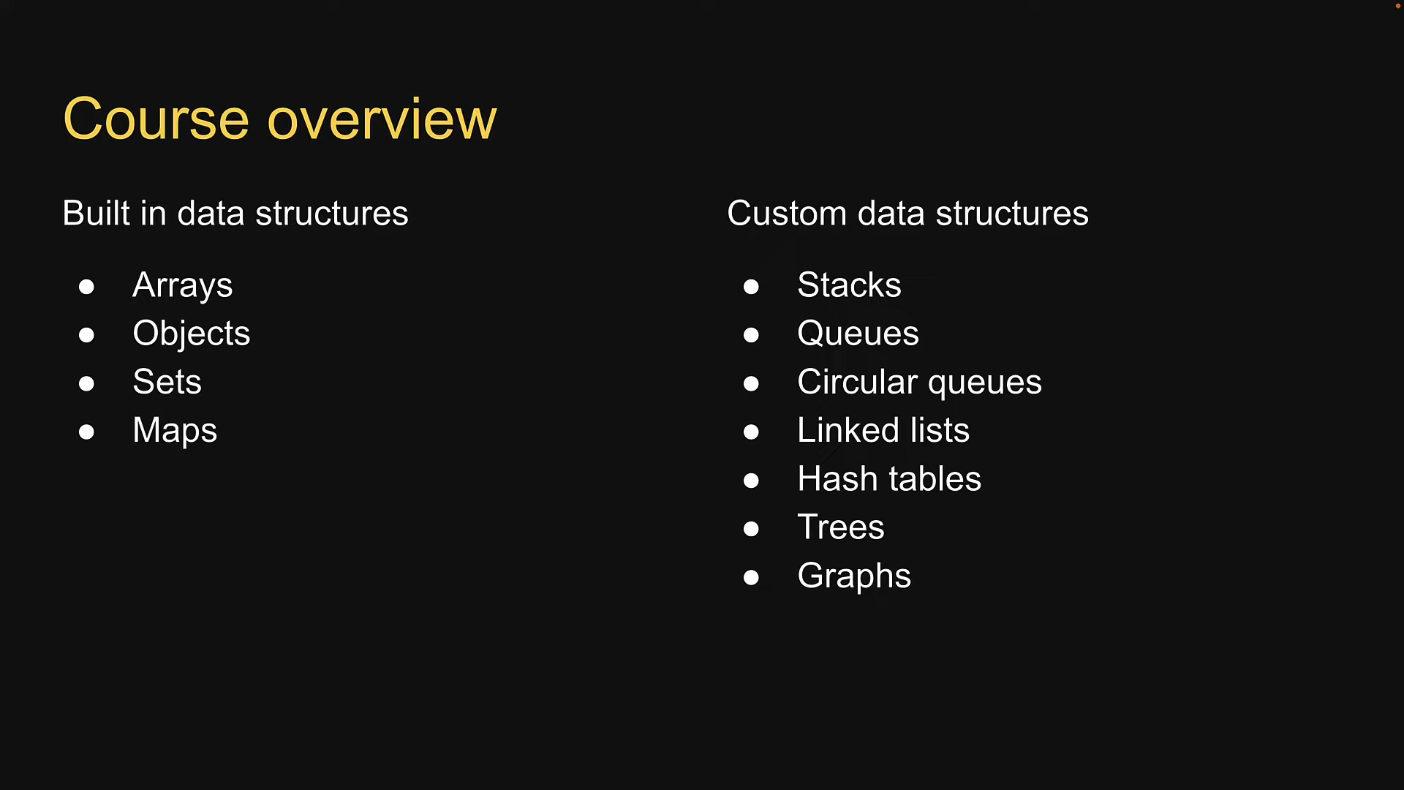 Course overview
Built in data structures
● Arrays
● Objects
● Sets
● Maps
Custom data structures
● Stacks
● Queues
● Circular queues
● Linked lists
● Hash tables
● Trees
● Graphs